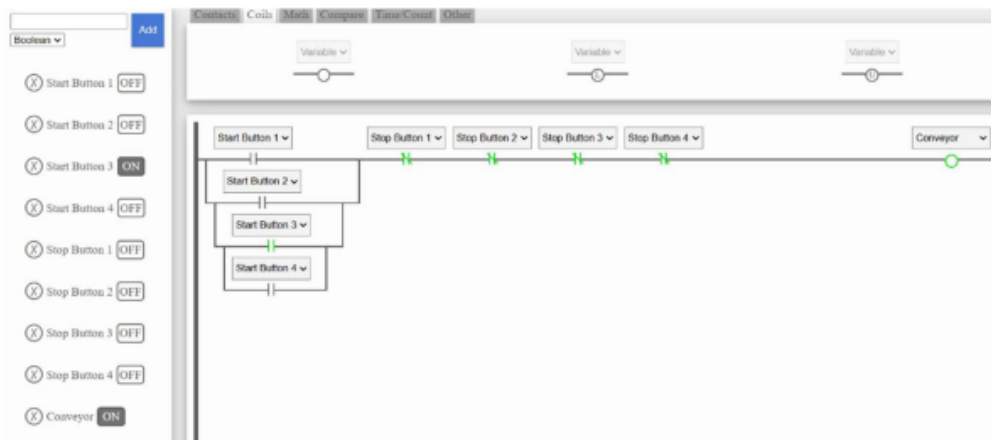 Contacts Coils Math Compare Time/Count Other
Add
Boolean
Variable Variable Variable
L U
X Start Button 1 OFF
X Start Button 2 OFF
X Start Button 3 ON
X Start Button 4 OFF
X Stop Button 1 OFF
X Stop Button 2 OFF
X Stop Button 3 OFF
X Stop Button 4 OFF
X Conveyor ON
Start Button 1 Stop Button 1 Stop Button 2 Stop Button 3 Stop Button 4 Conveyor
Start Button 2
Start Button 3
Start Button 4